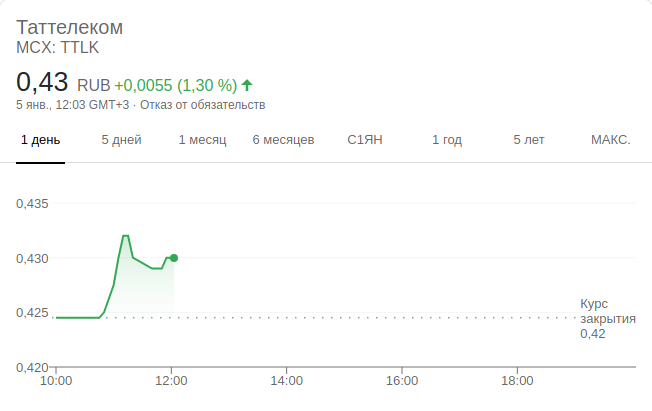 Таттелеком
MCX: TTLK
0,43 RUB +0,0055 (1,30 %)
5 янв., 12:03 GMT+3 · Отказ от обязательств
1 день 5 дней 1 месяц 6 месяцев С1ЯН 1 год 5 лет МАКС.
0,435
0,430
0,425
Курс
закрытия
0,42
0,420
10:00 12:00 14:00 16:00 18:00